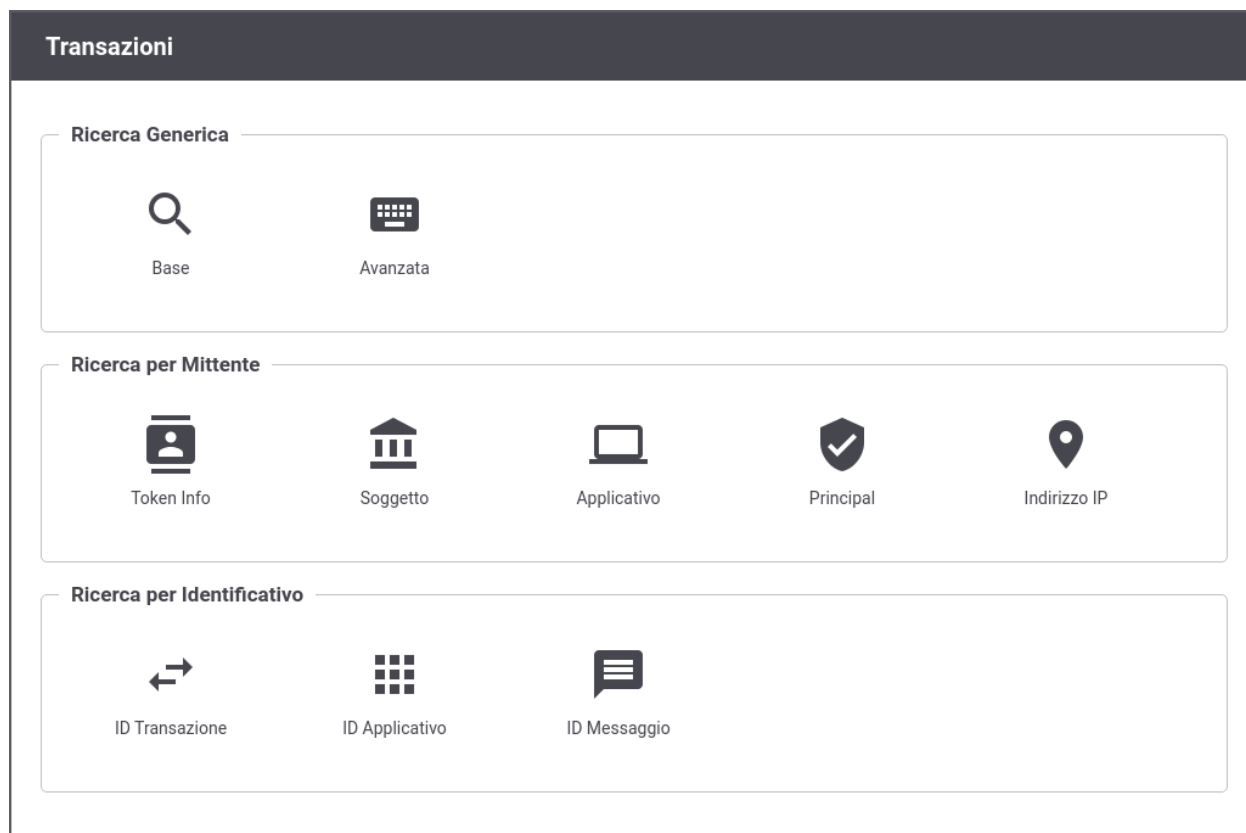 Transazioni
Ricerca Generica
Base
Avanzata
Ricerca per Mittente
Token Info
Soggetto
Applicativo
Principal
Indirizzo IP
Ricerca per Identificativo
ID Transazione
ID Applicativo
ID Messaggio